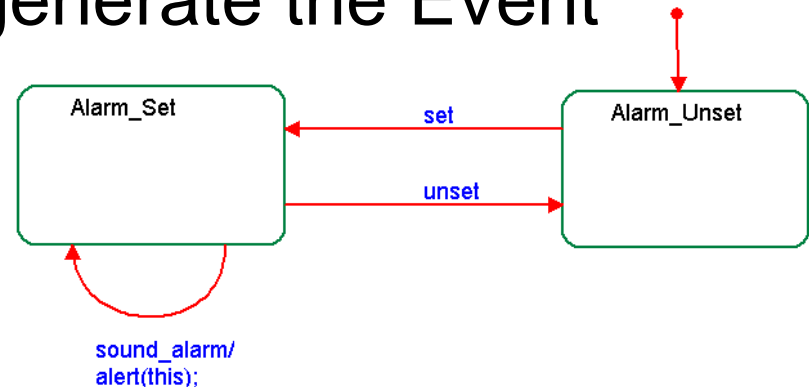 generate the Event
Alarm_Set
set
Alarm_Unset
unset
sound_alarm/
alert(this);